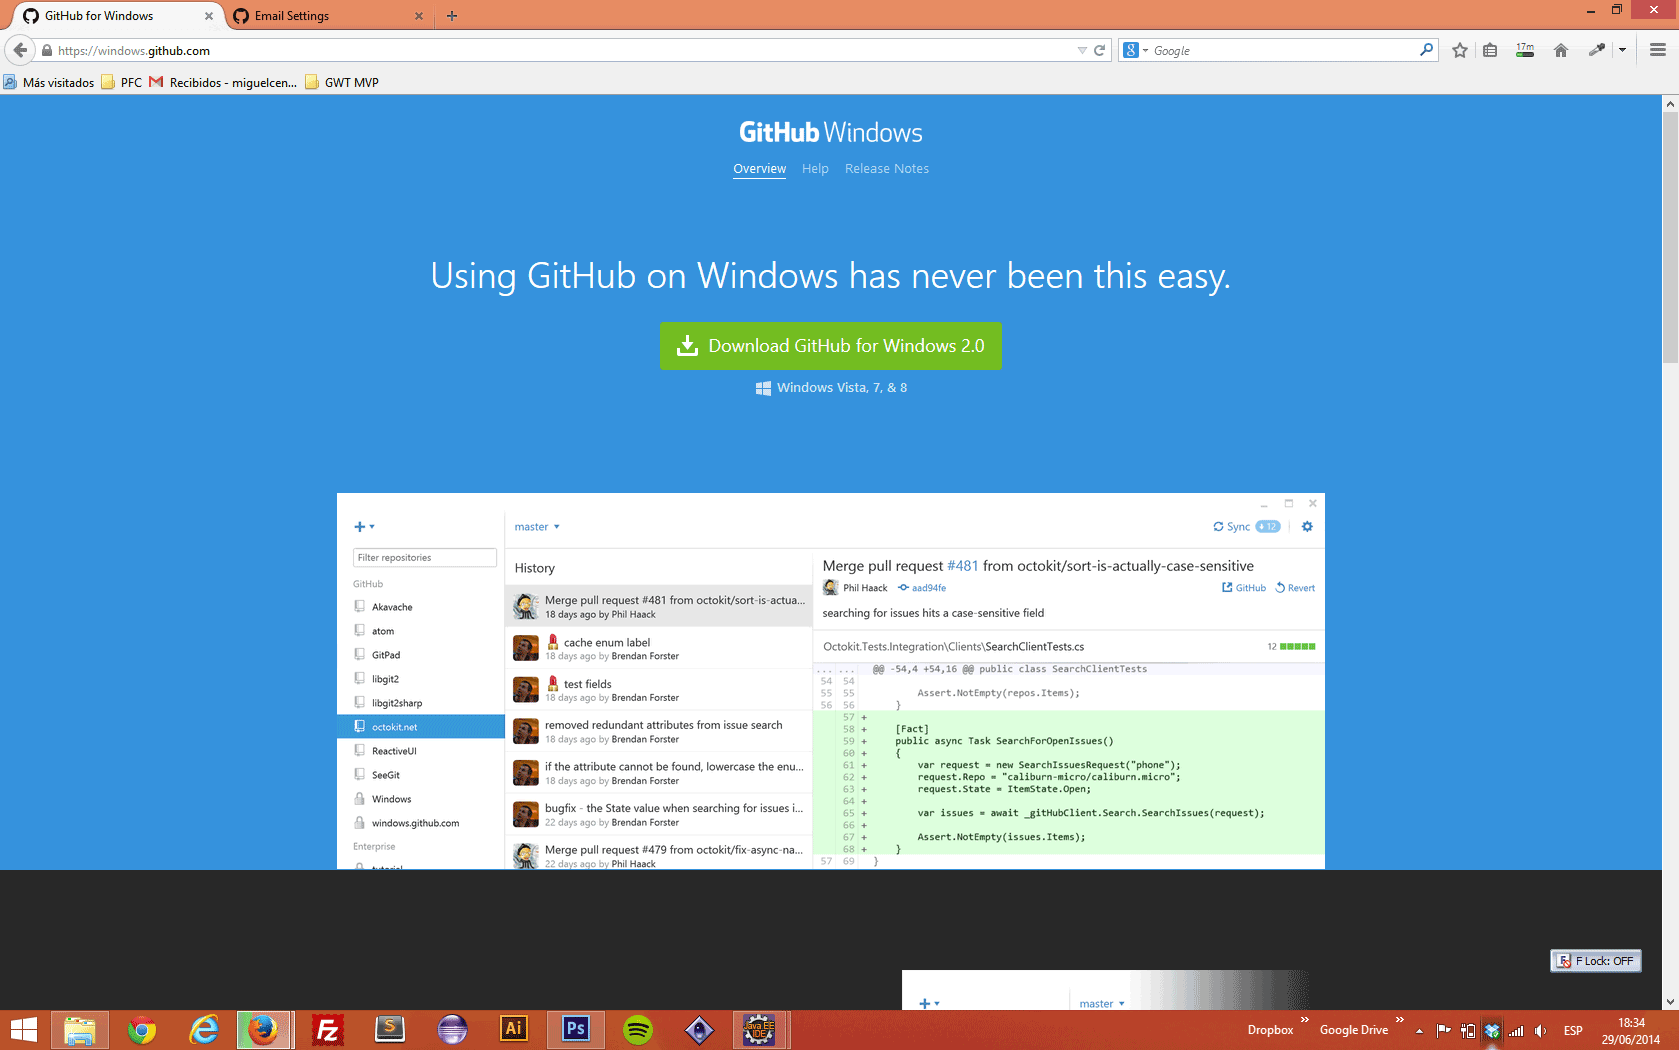 GitHub for Windows
Email Settings
https://windows.github.com
Google
17m
Más visitados
PFC
Recibidos - miguelcen...
GWT MVP
GitHub Windows
Overview Help Release Notes
Using GitHub on Windows has never been this easy.
Download GitHub for Windows 2.0
Windows Vista, 7, & 8
master
Sync 12
Filter repositories
GitHub
Akavache
atom
GitPad
libgit2
libgit2sharp
octokit.net
ReactiveUI
SeeGit
Windows
windows.github.com
Enterprise
tutorial
History
Merge pull request #481 from octokit/sort-is-actua...
18 days ago by Phil Haack
cache enum label
18 days ago by Brendan Forster
test fields
18 days ago by Brendan Forster
removed redundant attributes from issue search
18 days ago by Brendan Forster
if the attribute cannot be found, lowercase the enu...
18 days ago by Brendan Forster
bugfix - the State value when searching for issues i...
22 days ago by Brendan Forster
Merge pull request #479 from octokit/fix-async-na...
22 days ago by Phil Haack
Merge pull request #481 from octokit/sort-is-actually-case-sensitive
Phil Haack aad94fe GitHub Revert
searching for issues hits a case-sensitive field
Octokit.Tests.Integration\Clients\SearchClientTests.cs 12
... ... @@ -54,4 +54,16 @@ public class SearchClientTests
54 54
55 55 Assert.NotEmpty(repos.Items);
56 56 }
57 +
58 + [Fact]
59 + public async Task SearchForOpenIssues()
60 + {
61 + var request = new SearchIssuesRequest("phone");
62 + request.Repo = "caliburn-micro/caliburn.micro";
63 + request.State = ItemState.Open;
64 +
65 + var issues = await _gitHubClient.Search.SearchIssues(request);
66 +
67 + Assert.NotEmpty(issues.Items);
68 + }
57 69 }
F Lock: OFF
master
Fz
S
Ai
Ps
Java EE
IDE
Dropbox »
Google Drive »
ESP
18:34
29/06/2014